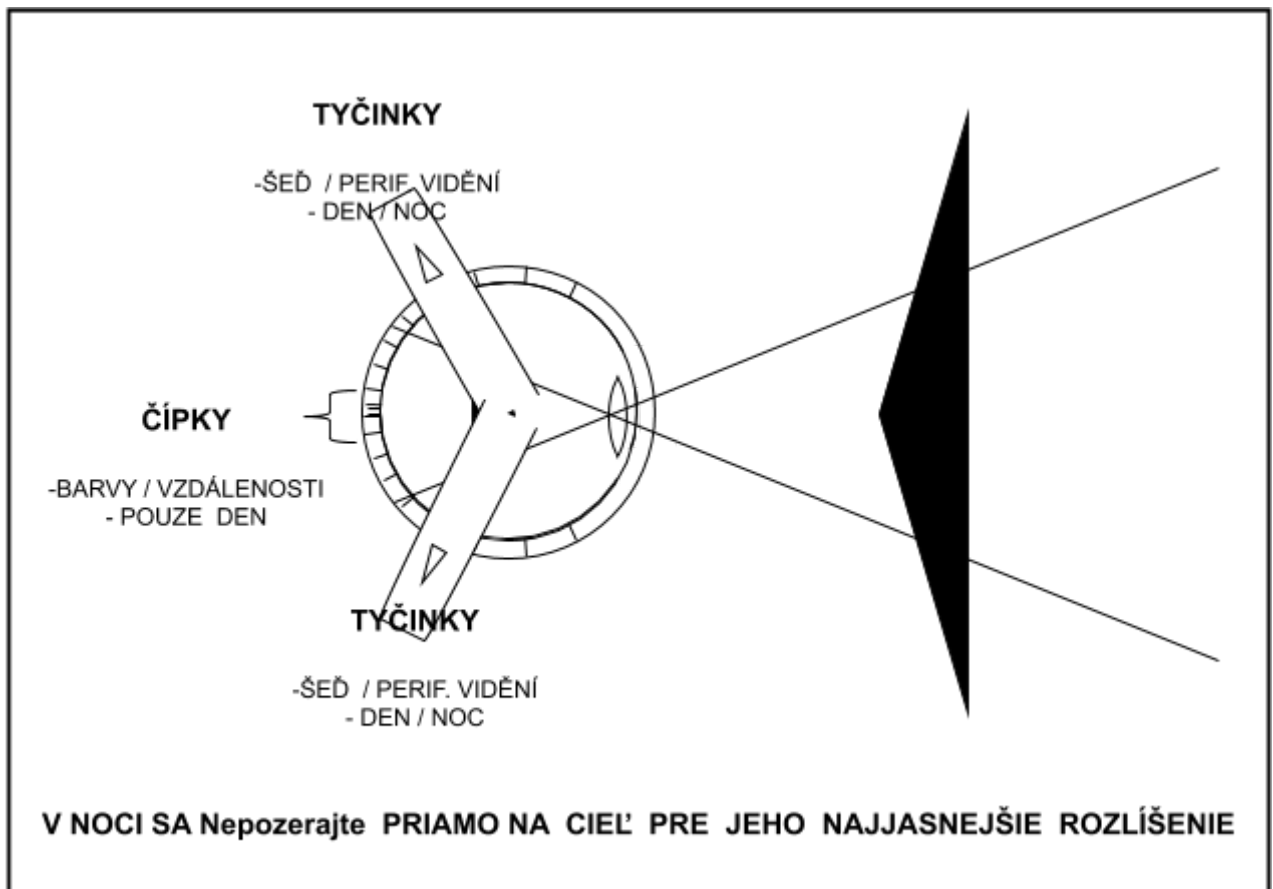 TYČINKY
-ŠEĎ / PERIF. VIDĚNÍ
- DEN / NOC
ČÍPKY
-BARVY / VZDÁLENOSTI
- POUZE DEN
TYČINKY
-ŠEĎ / PERIF. VIDĚNÍ
- DEN / NOC
V NOCI SA Nepozerajte PRIAMO NA CIEĽ PRE JEHO NAJJASNEJŠIE ROZLÍŠENIE